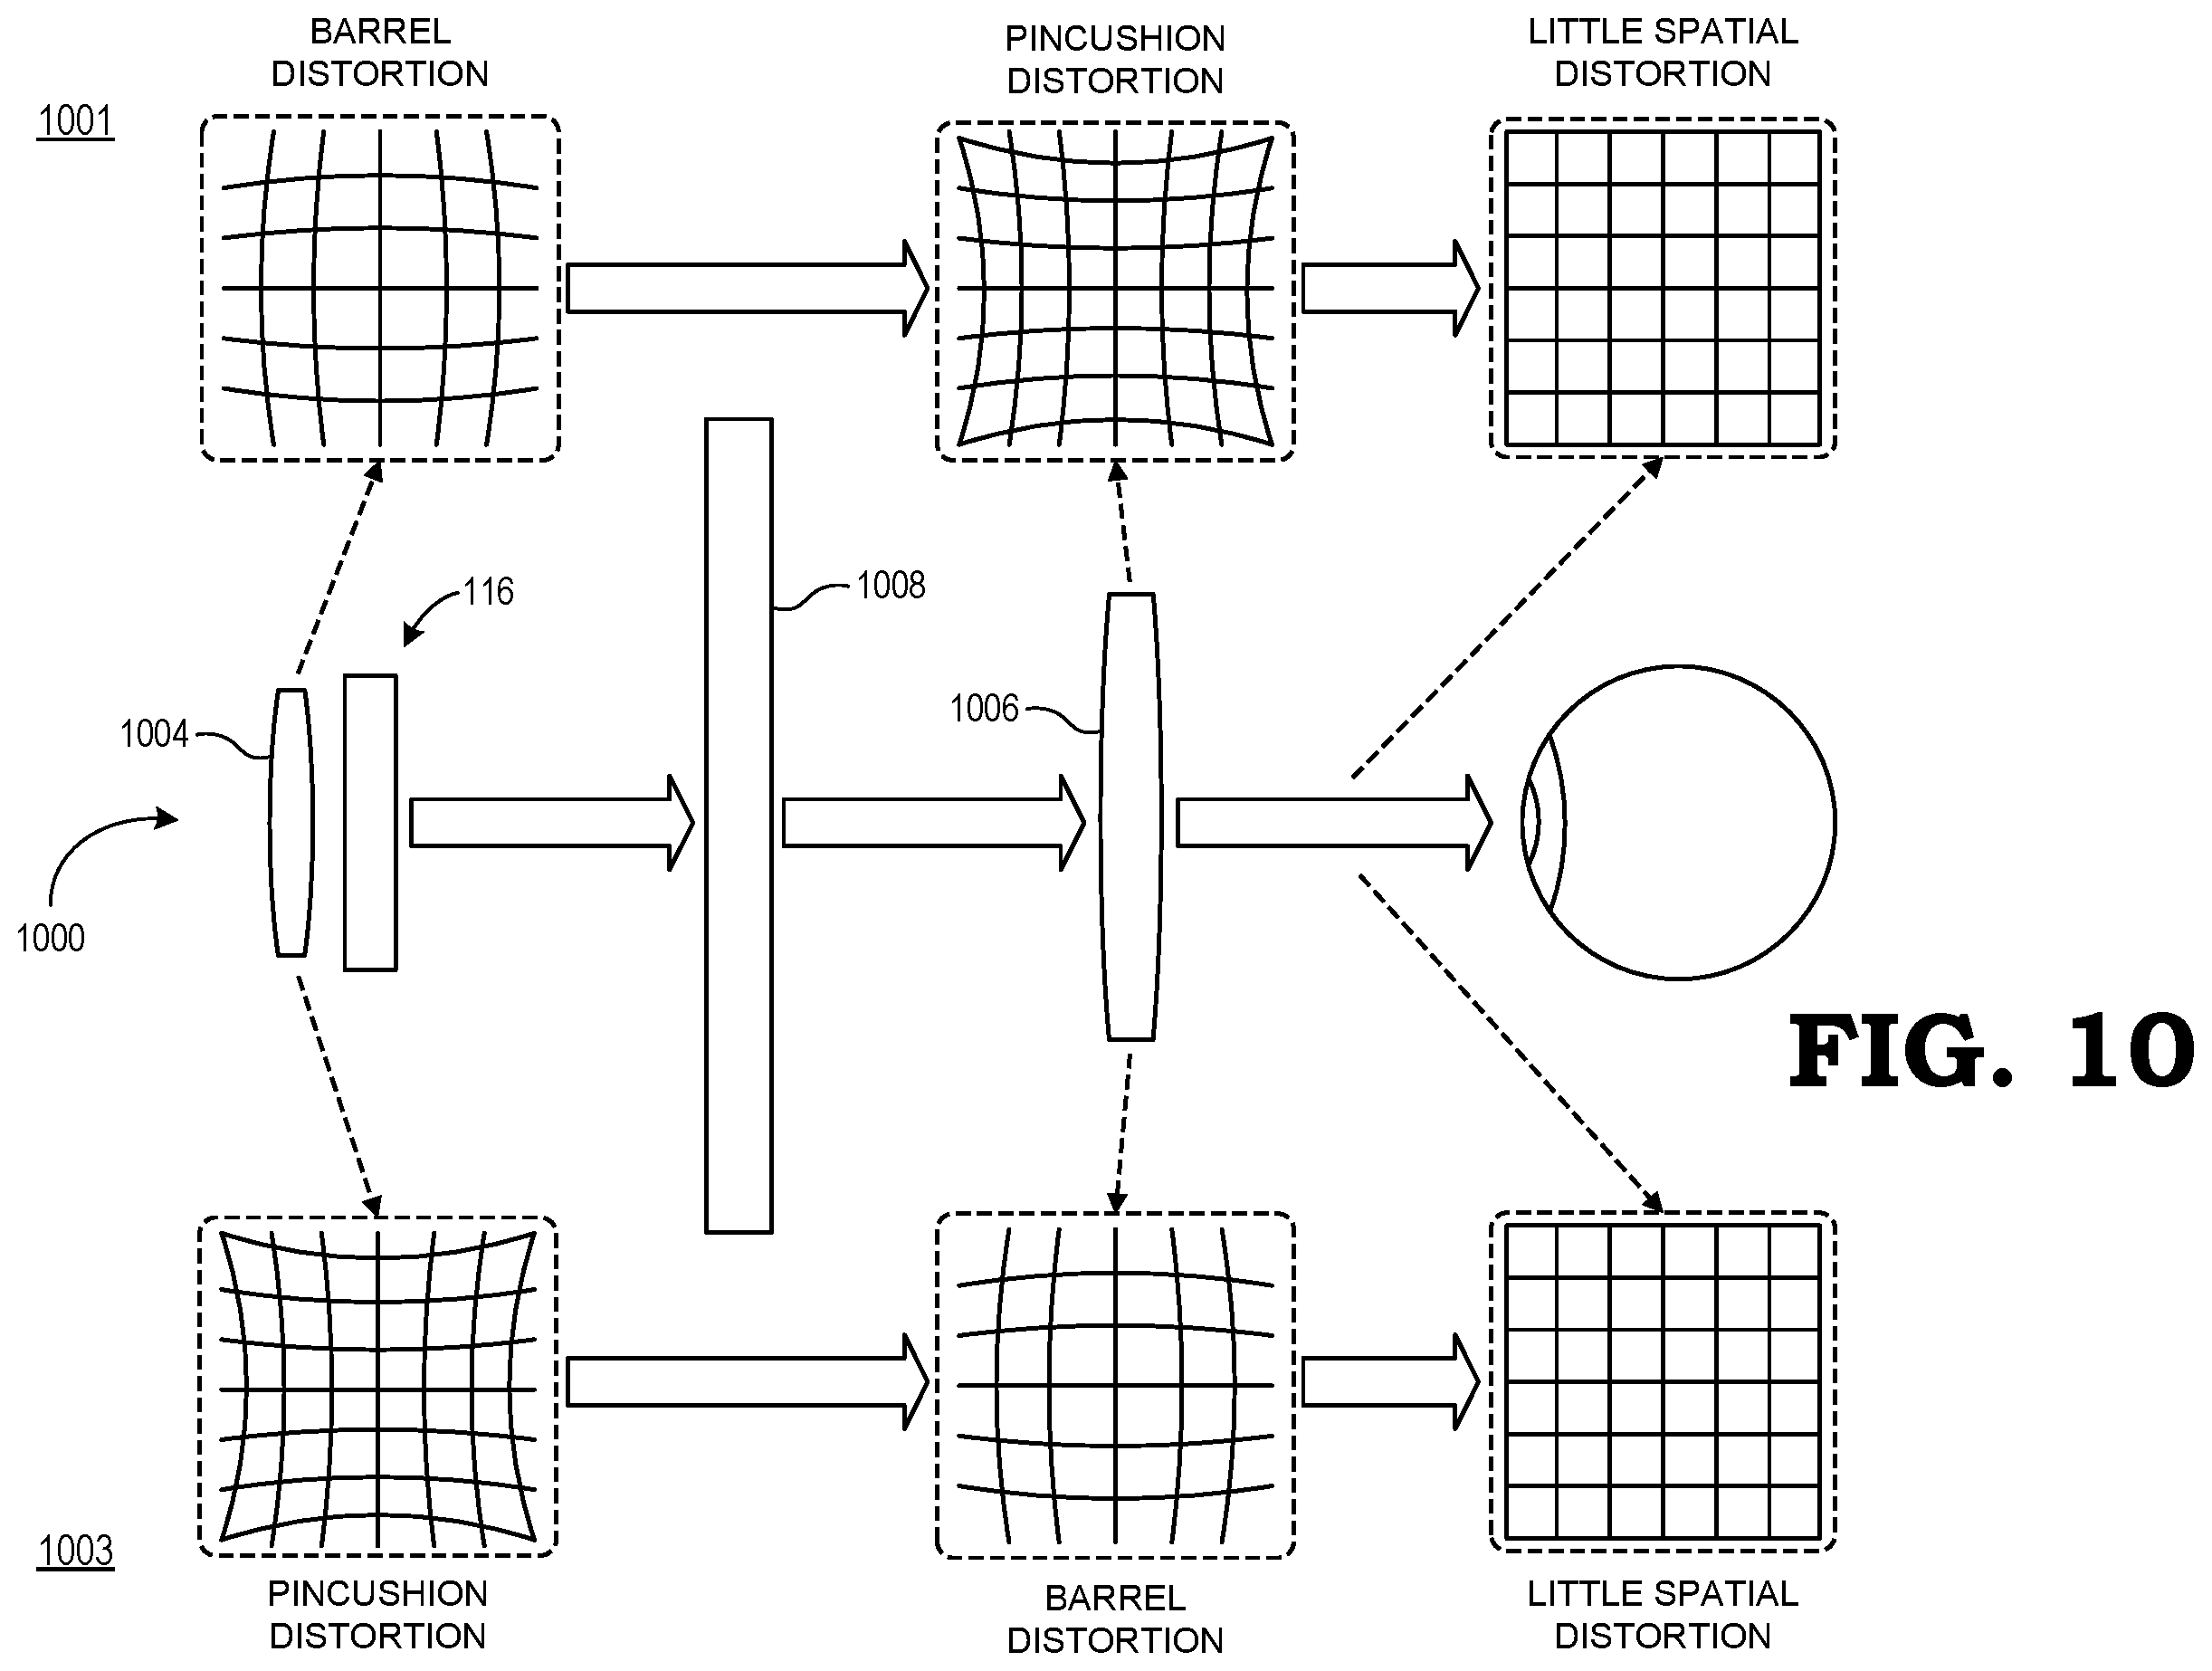 BARREL
DISTORTION
PINCUSHION
DISTORTION
LITTLE SPATIAL
DISTORTION
1001
116
1008
1004
1006
1000
FIG. 10
1003
PINCUSHION
DISTORTION
BARREL
DISTORTION
LITTLE SPATIAL
DISTORTION